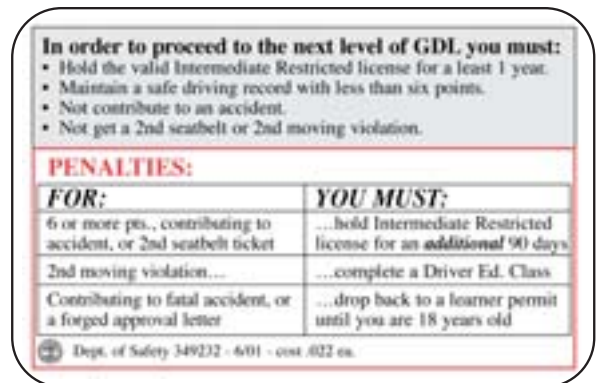 In order to proceed to the next level of GDL you must:
• Hold the valid Intermediate Restricted license for a least 1 year.
• Maintain a safe driving record with less than six points.
• Not contribute to an accident.
• Not get a 2nd seatbelt or 2nd moving violation.
PENALTIES:
FOR: YOU MUST:
6 or more pts., contributing to accident, or 2nd seatbelt ticket
…hold Intermediate Restricted license for an additional 90 days
2nd moving violation…
…complete a Driver Ed. Class
Contributing to fatal accident, or a forged approval letter
…drop back to a learner permit until you are 18 years old
Dept. of Safety 349232 - 6/01 - cost .022 ea.